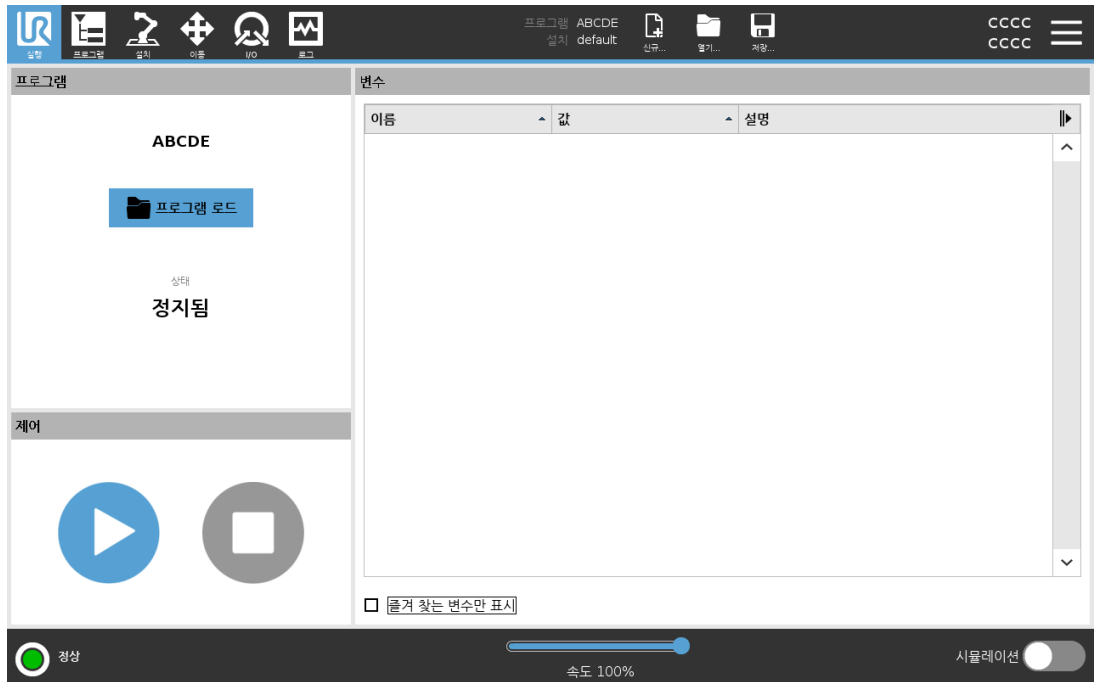 UR
실행
프로그램
설치
이동
I/O
로그
프로그램 ABCDE
설치 default
신규...
열기...
저장...
CCCC
CCCC
프로그램
ABCDE
프로그램 로드
상태
정지됨
제어
변수
이름
값
설명
즐겨 찾는 변수만 표시
정상
속도 100%
시뮬레이션